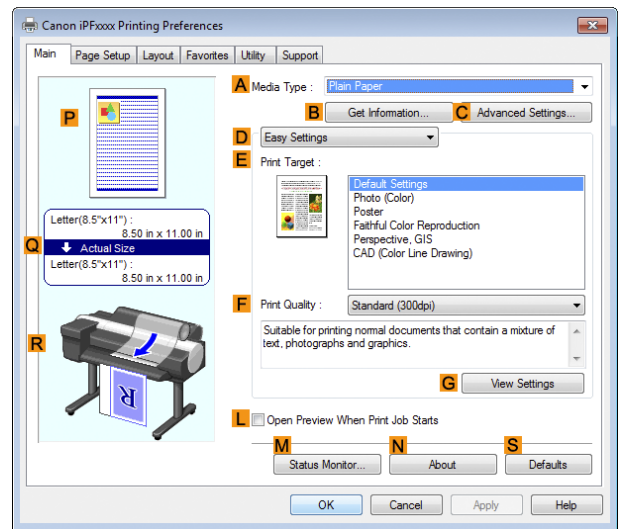 Canon iPFxxxx Printing Preferences
Main Page Setup Layout Favorites Utility Support
P
Letter(8.5"x11") :
8.50 in x 11.00 in
Q
Actual Size
Letter(8.5"x11") :
8.50 in x 11.00 in
R
R
A Media Type : Plain Paper
B Get Information... C Advanced Settings...
D Easy Settings
E Print Target :
Default Settings
Photo (Color)
Poster
Faithful Color Reproduction
Perspective, GIS
CAD (Color Line Drawing)
F Print Quality : Standard (300dpi)
Suitable for printing normal documents that contain a mixture of
text, photographs and graphics.
G View Settings
L Open Preview When Print Job Starts
M N S
Status Monitor... About Defaults
OK Cancel Apply Help